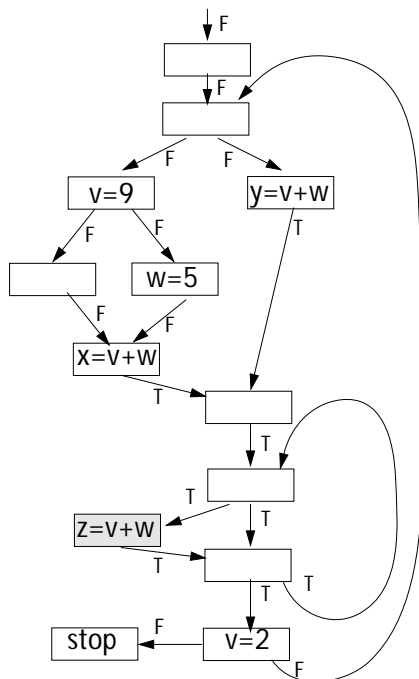 F
F
F F
v=9 y=v+w
F F T
w=5
F F
x=v+w
T
T
T
z=v+w T
T T T
stop F v=2
F